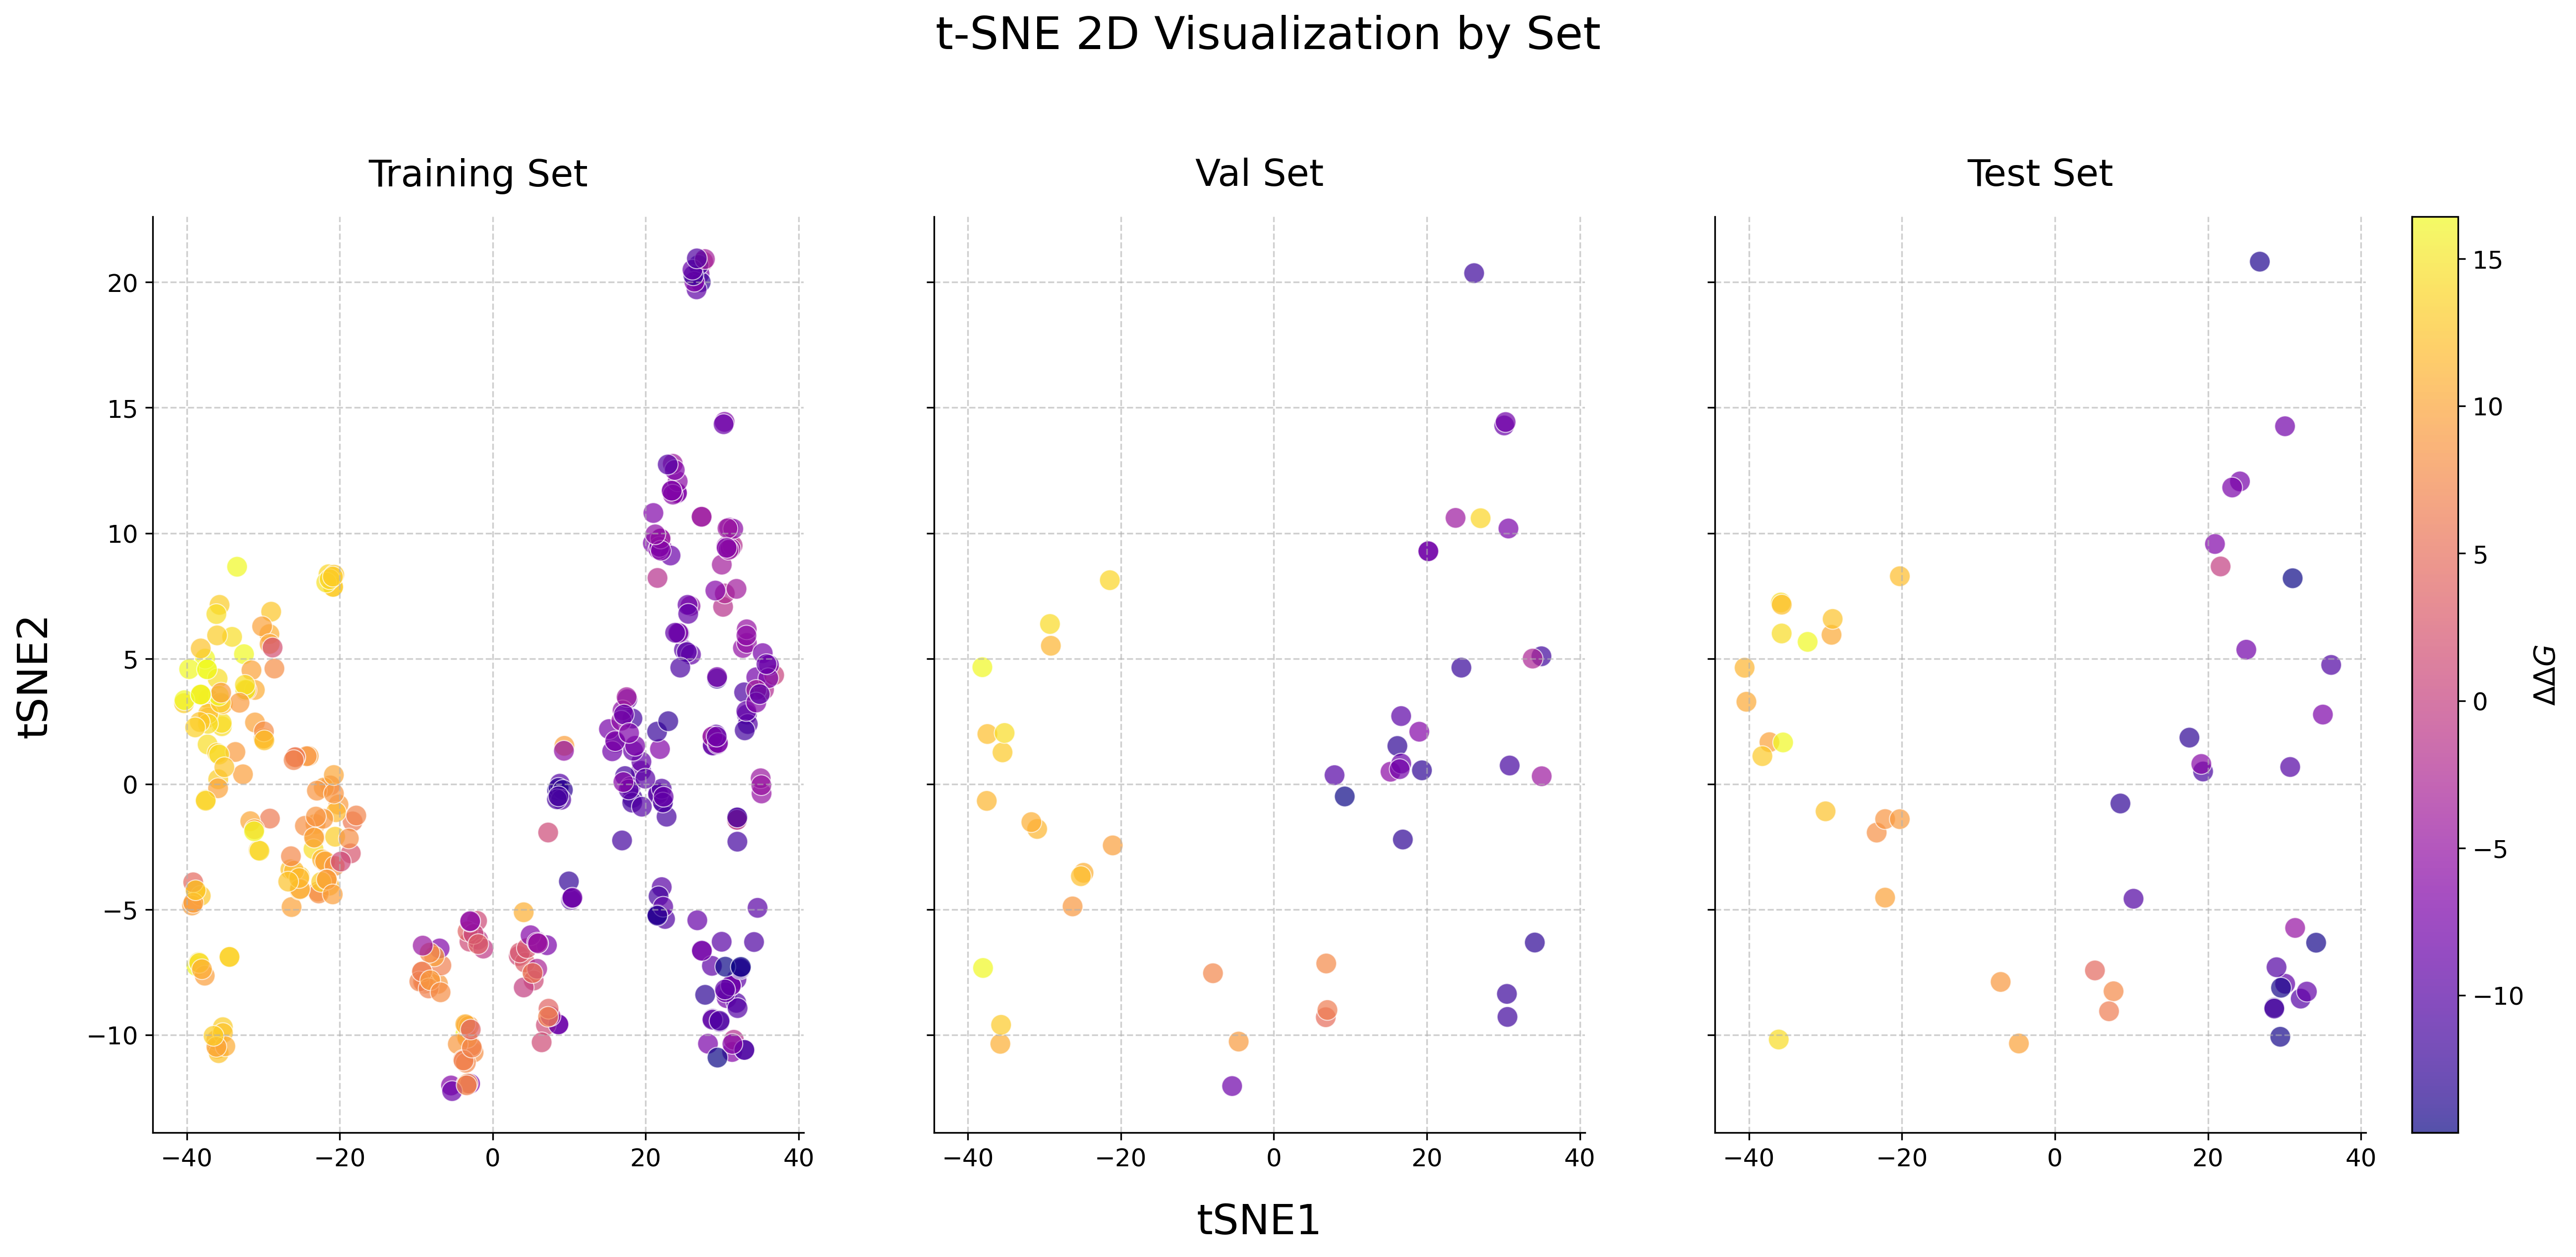 t-SNE 2D Visualization by Set
Training Set
Val Set
Test Set
20
15
10
5
0
−5
−10
tSNE2
−40 −20 0 20 40
−40 −20 0 20 40
−40 −20 0 20 40
tSNE1
15
10
5
0
−5
−10
ΔΔG